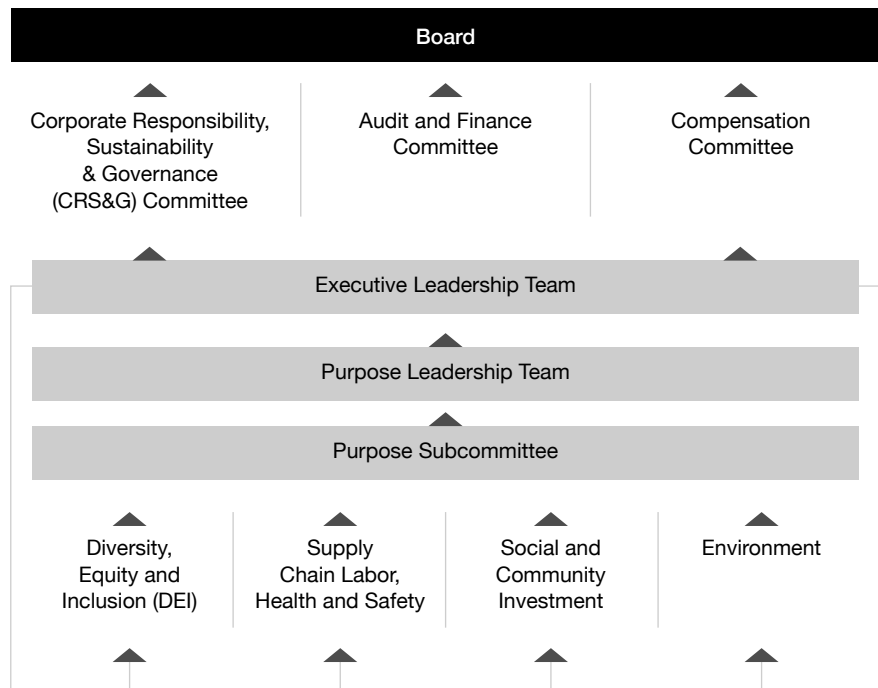 Board
Corporate Responsibility,
Sustainability
& Governance
(CRS&G) Committee
Audit and Finance
Committee
Compensation
Committee
Executive Leadership Team
Purpose Leadership Team
Purpose Subcommittee
Diversity,
Equity and
Inclusion (DEI)
Supply
Chain Labor,
Health and Safety
Social and
Community
Investment
Environment